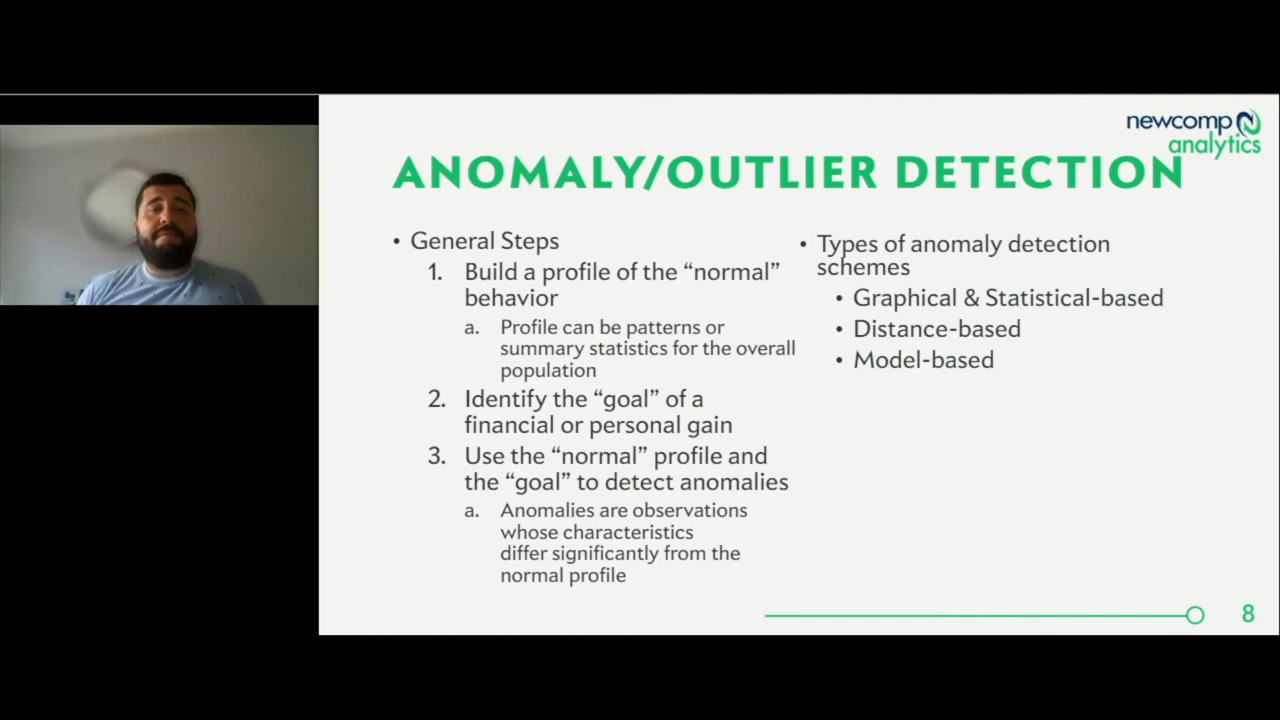 newcomp
analytics
ANOMALY/OUTLIER DETECTION
• General Steps
1. Build a profile of the “normal”
behavior
a. Profile can be patterns or
summary statistics for the overall
population
2. Identify the “goal” of a
financial or personal gain
3. Use the “normal” profile and
the “goal” to detect anomalies
a. Anomalies are observations
whose characteristics
differ significantly from the
normal profile
• Types of anomaly detection
schemes
• Graphical & Statistical-based
• Distance-based
• Model-based
8